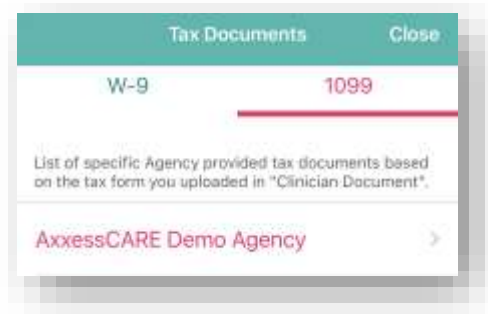 Tax Documents Close
W-9 1099
List of specific Agency provided tax documents based
on the tax form you uploaded in "Clinician Document".
AxxessCARE Demo Agency